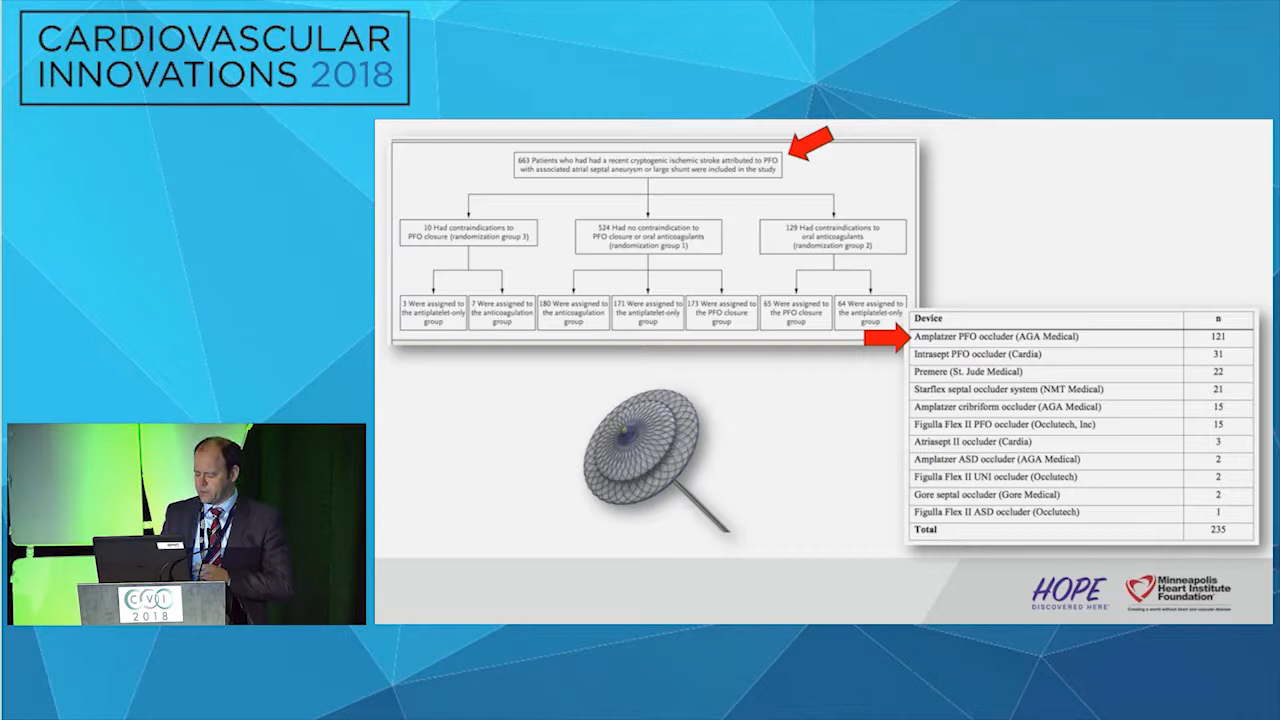 CARDIOVASCULAR
INNOVATIONS 2018
663 Patients who had had a recent cryptogenic ischemic stroke attributed to PFO
with associated atrial septal aneurysm or large shunt were included in the study
10 Had contraindications to
PFO closure (randomization group 3)
524 Had no contraindication to
PFO closure or oral anticoagulants
(randomization group 1)
129 Had contraindications to
oral anticoagulants
(randomization group 2)
3 Were assigned to
the antiplatelet-only
group
7 Were assigned to
the anticoagulation
group
180 Were assigned to
the anticoagulation
group
171 Were assigned to
the antiplatelet-only
group
173 Were assigned to
the PFO closure
group
65 Were assigned to
the PFO closure
group
64 Were assigned to
the antiplatelet-only
group
Device n
Amplatzer PFO occluder (AGA Medical) 121
Intrasept PFO occluder (Cardia) 31
Premere (St. Jude Medical) 22
Starflex septal occluder system (NMT Medical) 21
Amplatzer cribriform occluder (AGA Medical) 15
Figulla Flex II PFO occluder (Occlutech, Inc) 15
Atriasept II occluder (Cardia) 3
Amplatzer ASD occluder (AGA Medical) 2
Figulla Flex II UNI occluder (Occlutech) 2
Gore septal occluder (Gore Medical) 2
Figulla Flex II ASD occluder (Occlutech) 1
Total 235
CVI
2018
HOPE
DISCOVERED HERE
Minneapolis
Heart Institute
Foundation
Creating a world without heart and vascular disease